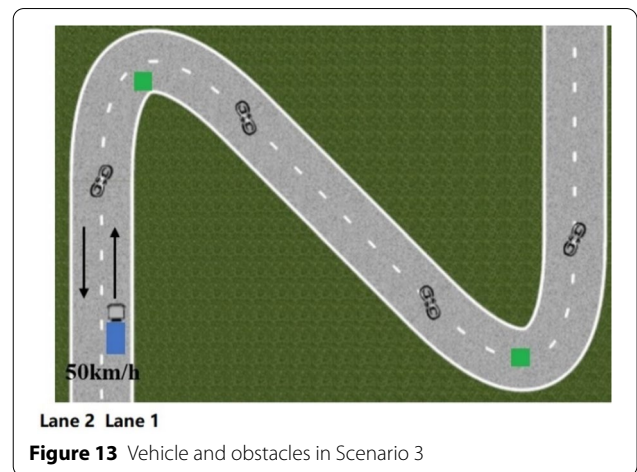 50km/h
Lane 2 Lane 1
Figure 13 Vehicle and obstacles in Scenario 3